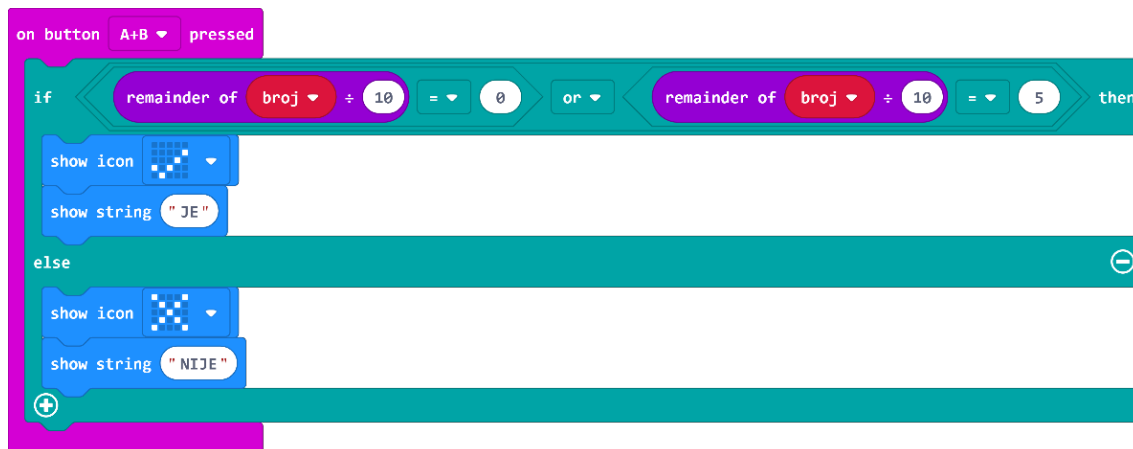 on button A+B pressed
if remainder of broj ÷ 10 = 0 or remainder of broj ÷ 10 = 5 then
show icon
show string "JE"
else
show icon
show string "NIJE"